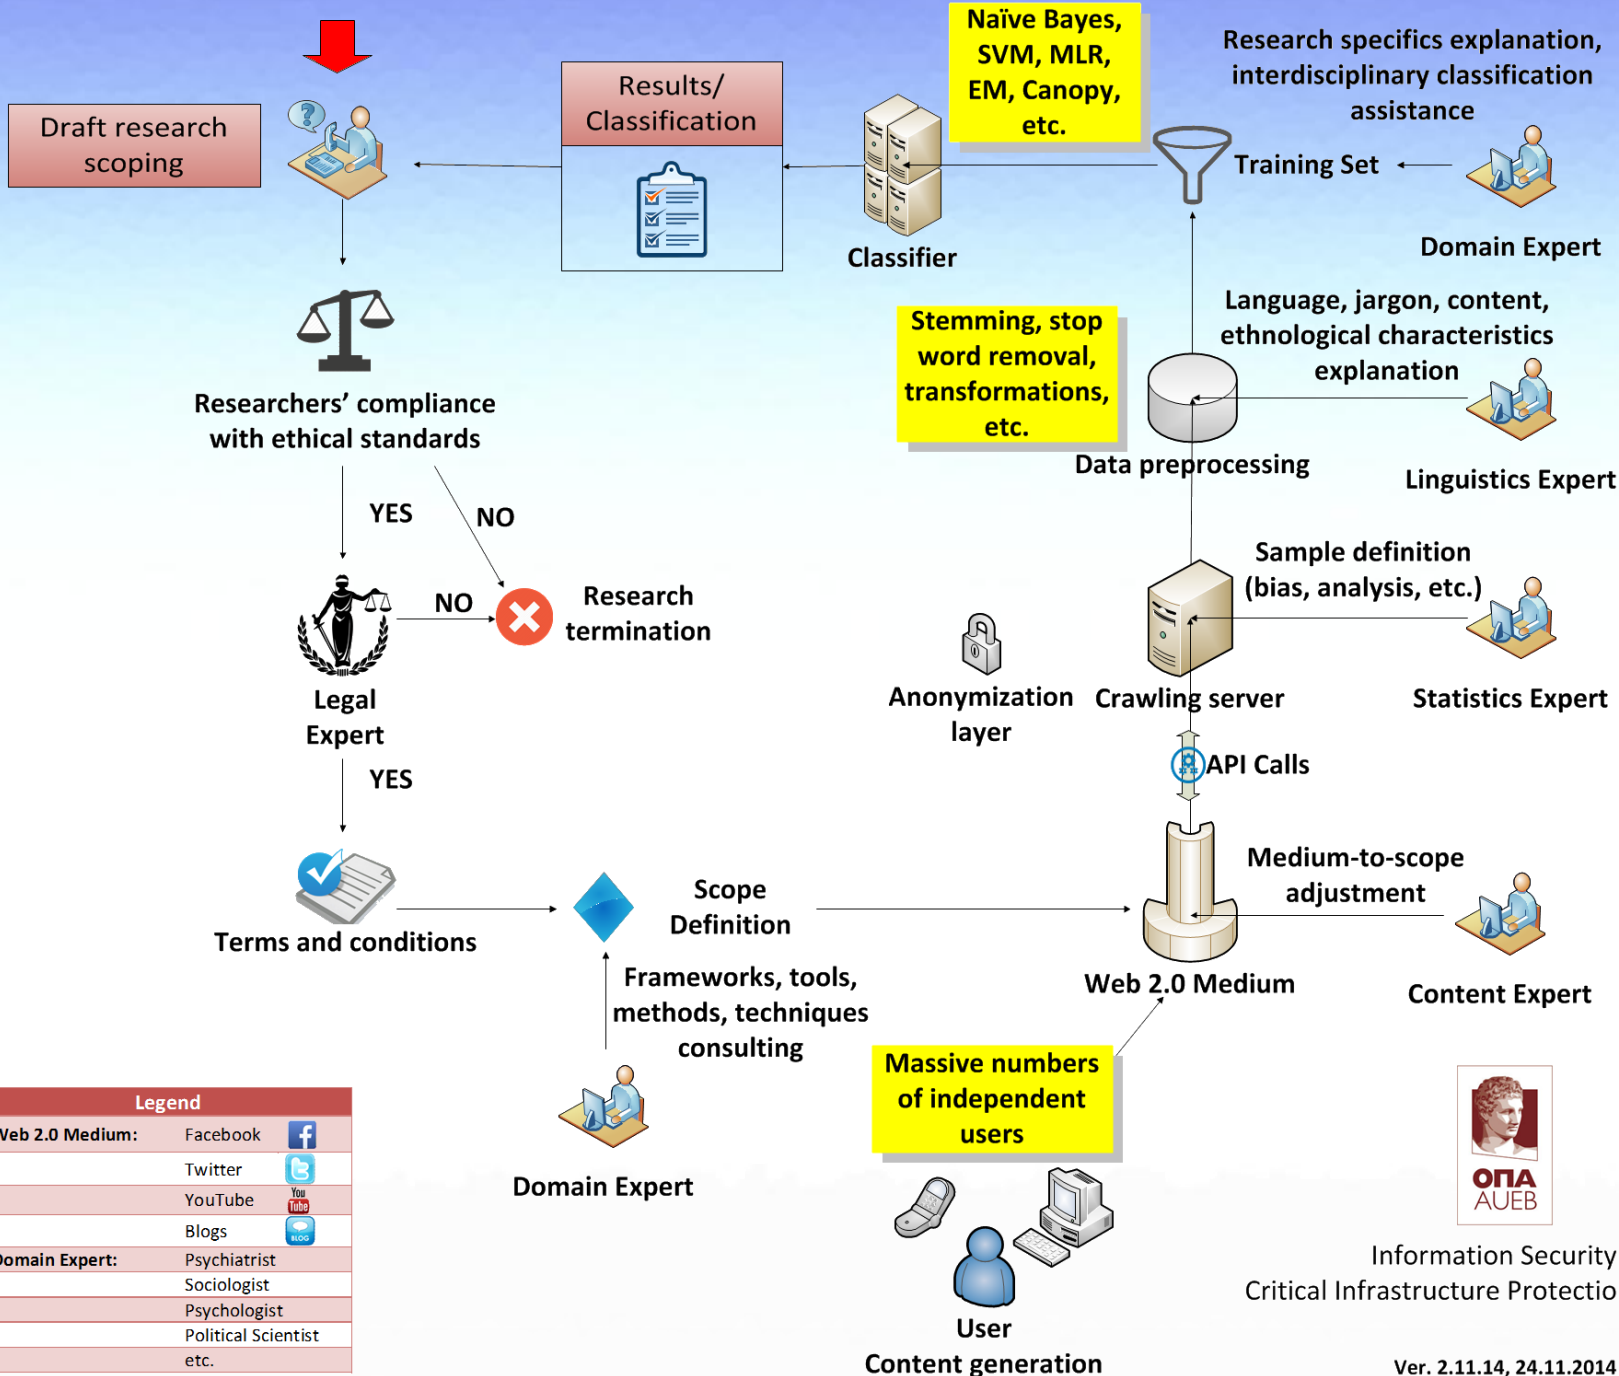 Draft research
scoping
Results/
Classification
Naïve Bayes,
SVM, MLR,
EM, Canopy,
etc.
Research specifics explanation,
interdisciplinary classification
assistance
Training Set
Classifier
Domain Expert
Researchers’ compliance
with ethical standards
Stemming, stop
word removal,
transformations,
etc.
Language, jargon, content,
ethnological characteristics
explanation
Data preprocessing
Linguistics Expert
YES
NO
NO
Research
termination
Legal
Expert
YES
Sample definition
(bias, analysis, etc.)
Anonymization
layer
Crawling server
Statistics Expert
API Calls
Terms and conditions
Scope
Definition
Frameworks, tools,
methods, techniques
consulting
Domain Expert
Medium-to-scope
adjustment
Web 2.0 Medium
Content Expert
Massive numbers
of independent
users
User
Content generation
Legend
Web 2.0 Medium: Facebook f
Twitter
YouTube You Tube
Blogs BLOG
Domain Expert: Psychiatrist
Sociologist
Psychologist
Political Scientist
etc.
ΟΠΑ
AUEB
Information Security
Critical Infrastructure Protectio
Ver. 2.11.14, 24.11.2014